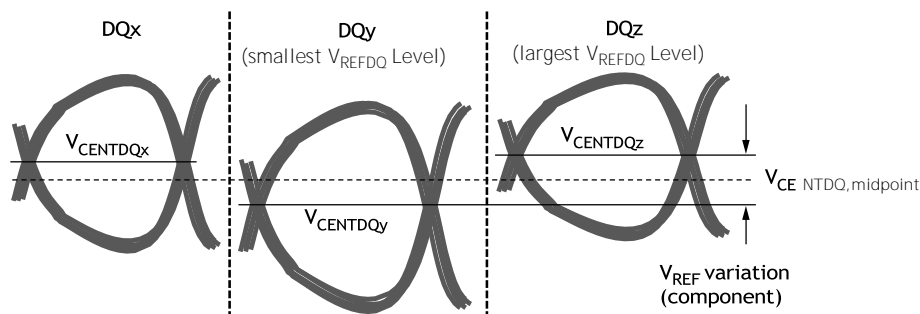 DQx
DQy
(smallest VREFDQ Level)
DQz
(largest VREFDQ Level)
VCENTDQx
VCENTDQz
VCE NTDQ,midpoint
VCENTDQy
VREF variation
(component)